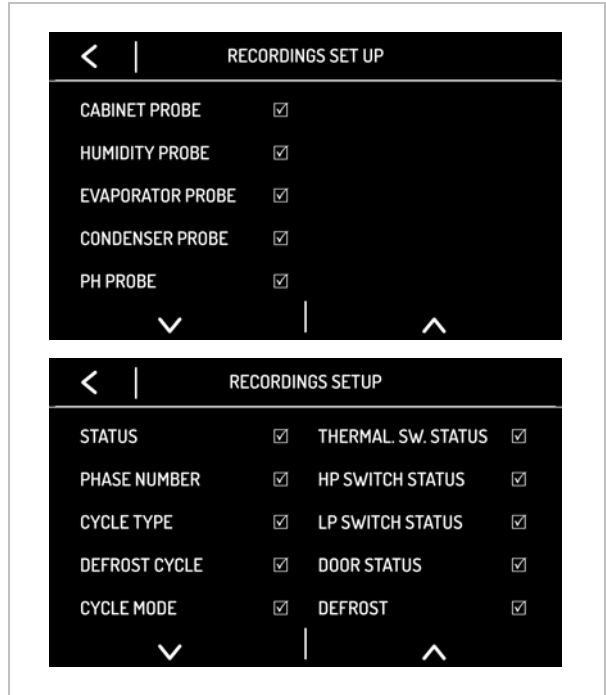 RECORDINGS SET UP
CABINET PROBE
HUMIDITY PROBE
EVAPORATOR PROBE
CONDENSER PROBE
PH PROBE
RECORDINGS SETUP
STATUS THERMAL. SW. STATUS
PHASE NUMBER HP SWITCH STATUS
CYCLE TYPE LP SWITCH STATUS
DEFROST CYCLE DOOR STATUS
CYCLE MODE DEFROST